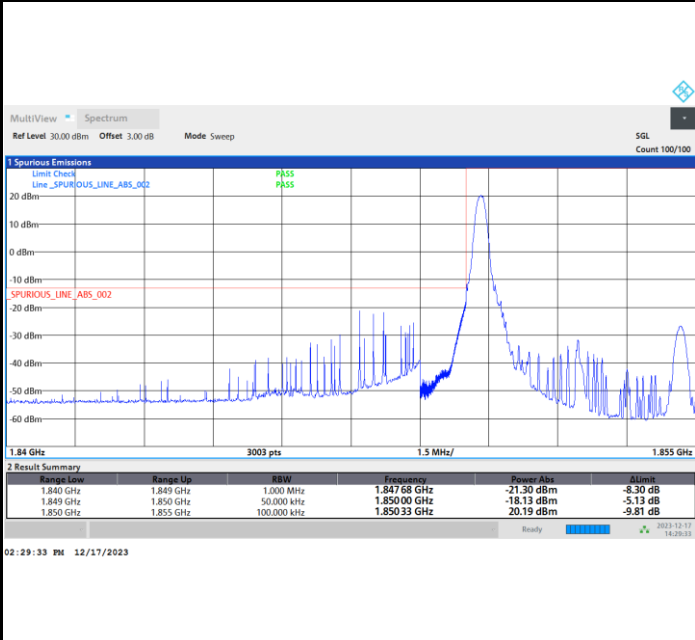 MultiView Spectrum
Ref Level 30.00 dBm Offset 3.00 dB Mode Sweep SGL
Count 100/100
1 Spurious Emissions
Limit Check PASS
Line _SPURIOUS_LINE_ABS_002 PASS
20 dBm
10 dBm
0 dBm
-10 dBm
_SPURIOUS_LINE_ABS_002
-20 dBm
-30 dBm
-40 dBm
-50 dBm
-60 dBm
1.84 GHz 3003 pts 1.5 MHz/ 1.855 GHz
2 Result Summary
Range Low Range Up RBW Frequency Power Abs ΔLimit
1.840 GHz 1.849 GHz 1.000 MHz 1.847 68 GHz -21.30 dBm -8.30 dB
1.849 GHz 1.850 GHz 50.000 kHz 1.850 00 GHz -18.13 dBm -5.13 dB
1.850 GHz 1.855 GHz 100.000 kHz 1.850 33 GHz 20.19 dBm -9.81 dB
Ready 2023-12-17
14:29:33
02:29:33 PM 12/17/2023